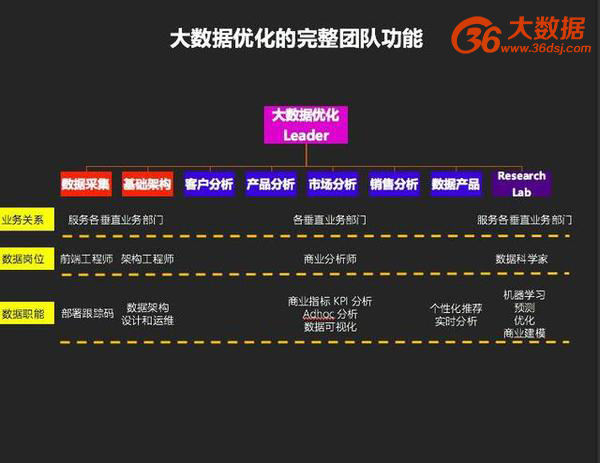 大数据优化的完整团队功能
36大数据
www.36dsj.com
大数据优化
Leader
数据采集 基础架构 客户分析 产品分析 市场分析 销售分析 数据产品 Research
Lab
业务关系 服务各垂直业务部门 各垂直业务部门 服务各垂直业务部门
数据岗位 前端工程师 架构工程师 商业分析师 数据科学家
数据职能 部署跟踪码 数据架构
设计和运维
商业指标 KPI 分析
Adhoc 分析
数据可视化
个性化推荐
实时分析
机器学习
预测
优化
商业建模